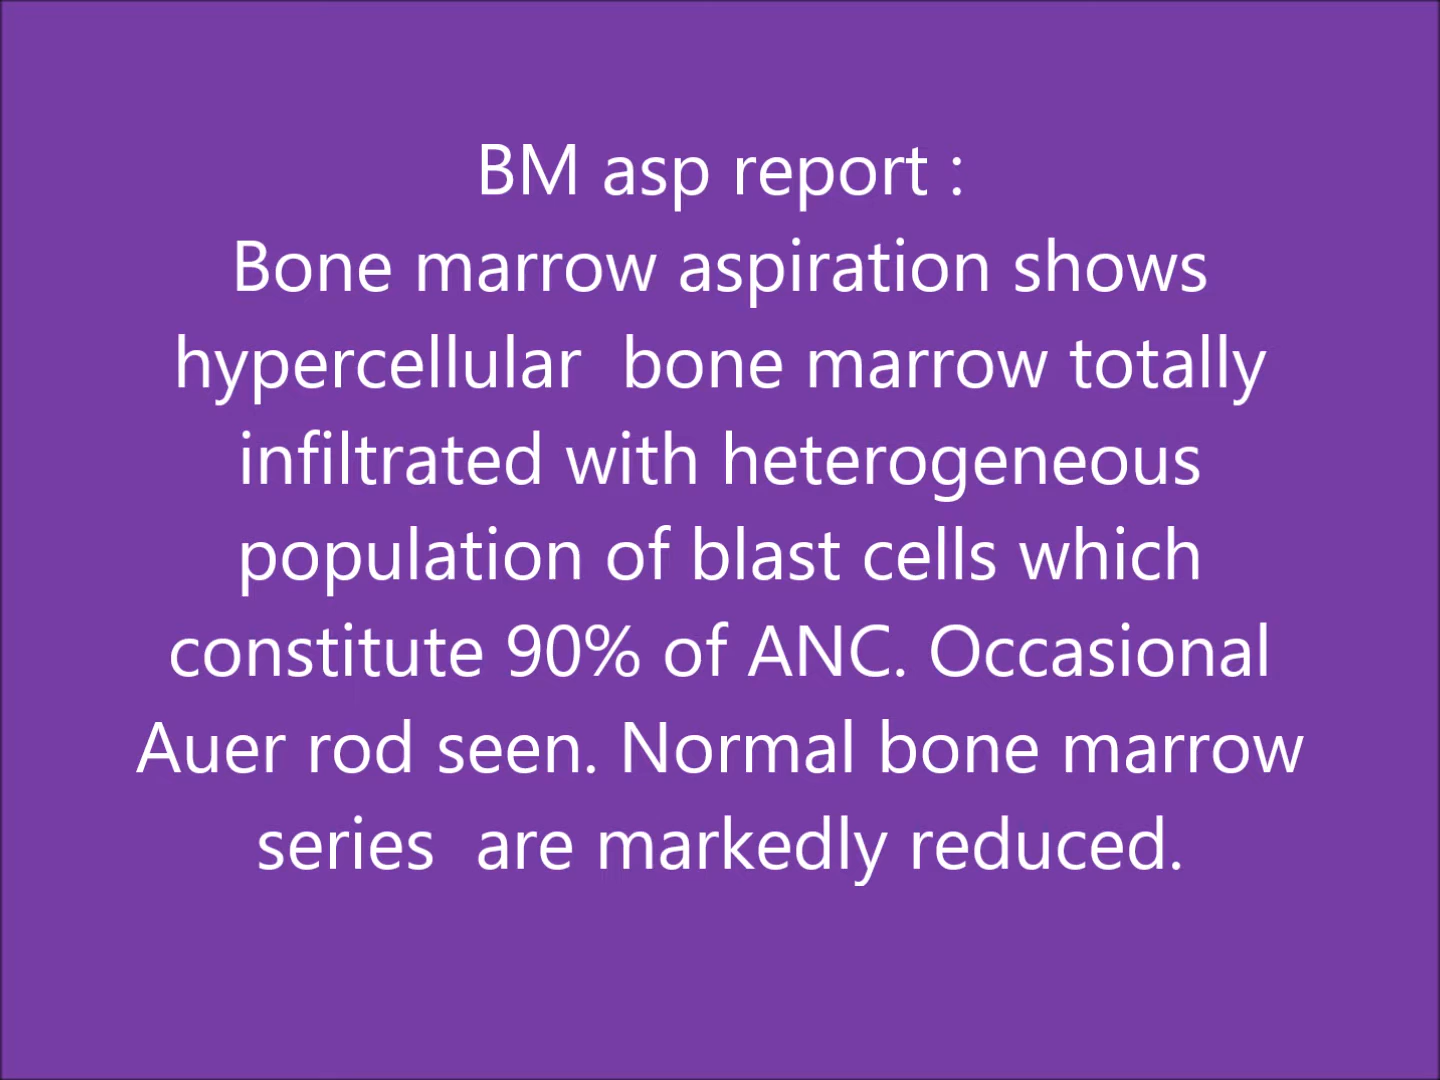 BM asp report :
Bone marrow aspiration shows
hypercellular  bone marrow totally
infiltrated with heterogeneous
population of blast cells which
constitute 90% of ANC. Occasional
Auer rod seen. Normal bone marrow
series  are markedly reduced.